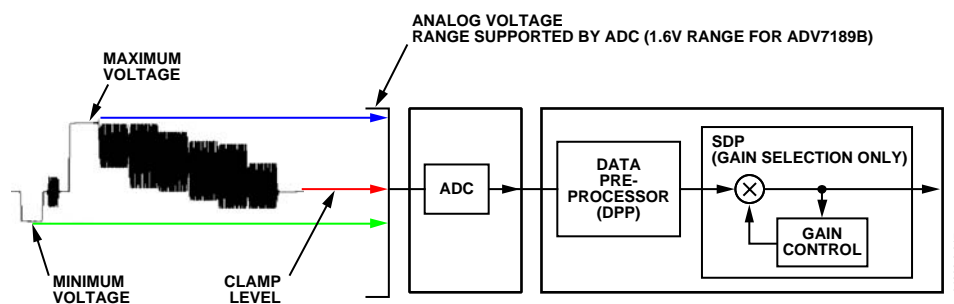 ANALOG VOLTAGE
RANGE SUPPORTED BY ADC (1.6V RANGE FOR ADV7189B)
MAXIMUM
VOLTAGE
SDP
(GAIN SELECTION ONLY)
DATA
PRE-
PROCESSOR
(DPP)
ADC
GAIN
CONTROL
MINIMUM
VOLTAGE
CLAMP
LEVEL